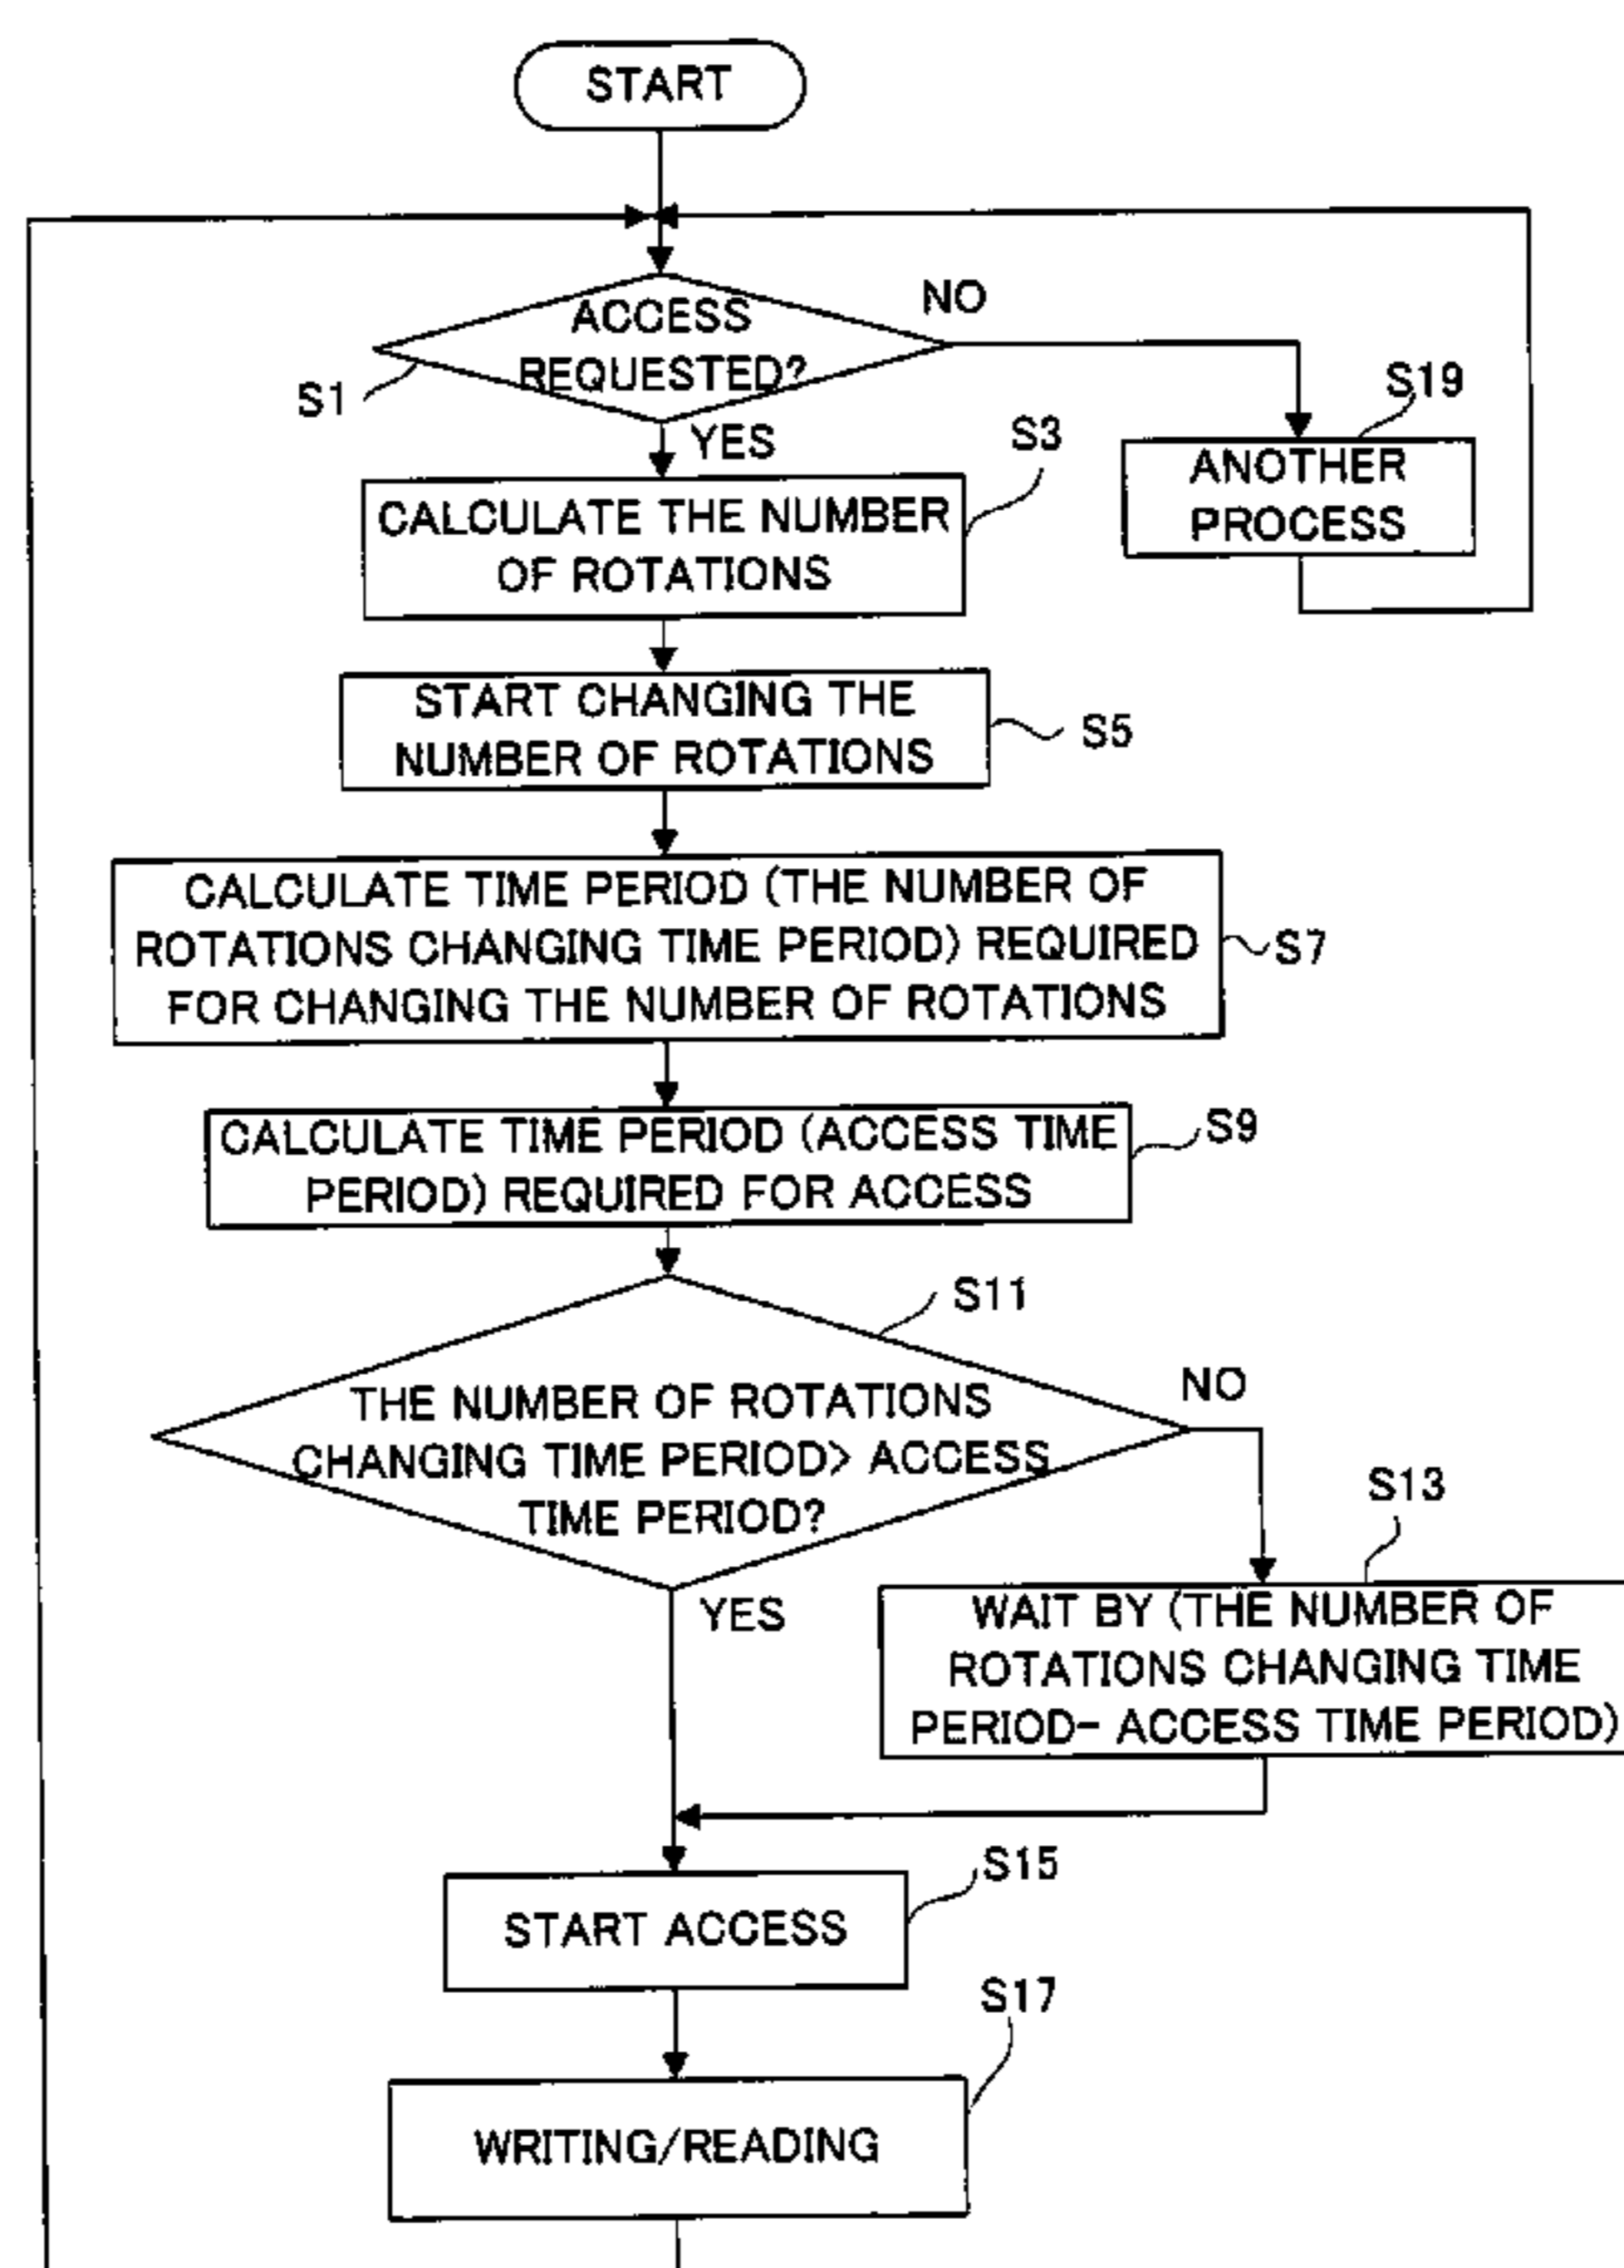 START
ACCESS
REQUESTED?
NO
S1
YES
S19
ANOTHER
PROCESS
S3
CALCULATE THE NUMBER
OF ROTATIONS
START CHANGING THE
NUMBER OF ROTATIONS
S5
CALCULATE TIME PERIOD (THE NUMBER OF
ROTATIONS CHANGING TIME PERIOD) REQUIRED
FOR CHANGING THE NUMBER OF ROTATIONS
S7
CALCULATE TIME PERIOD (ACCESS TIME
PERIOD) REQUIRED FOR ACCESS
S9
S11
THE NUMBER OF ROTATIONS
CHANGING TIME PERIOD> ACCESS
TIME PERIOD?
NO
YES
S13
WAIT BY (THE NUMBER OF
ROTATIONS CHANGING TIME
PERIOD- ACCESS TIME PERIOD)
S15
START ACCESS
S17
WRITING/READING